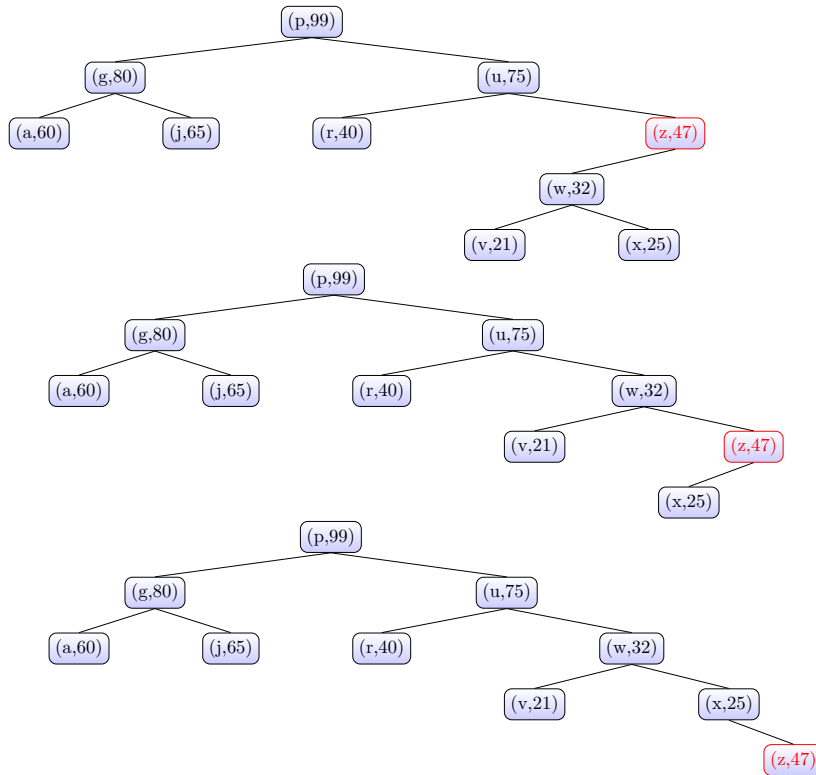 (p,99)
(g,80) (u,75)
(a,60) (j,65) (r,40) (z,47)
(w,32)
(v,21) (x,25)
(p,99)
(g,80) (u,75)
(a,60) (j,65) (r,40) (w,32)
(v,21) (z,47)
(x,25)
(p,99)
(g,80) (u,75)
(a,60) (j,65) (r,40) (w,32)
(v,21) (x,25)
(z,47)